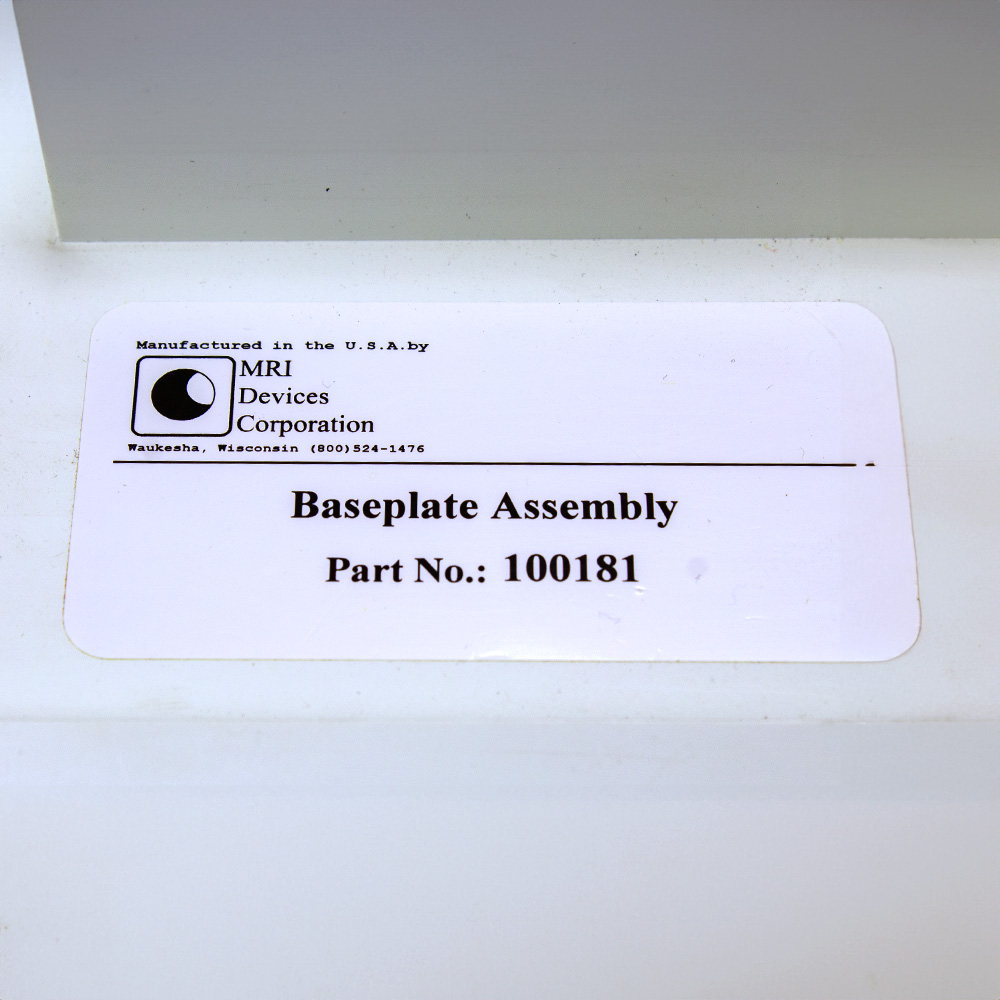 Manufactured in the U.S.A.by
MRI
Devices
Corporation
Waukesha, Wisconsin (800)524-1476
Baseplate Assembly
Part No.: 100181